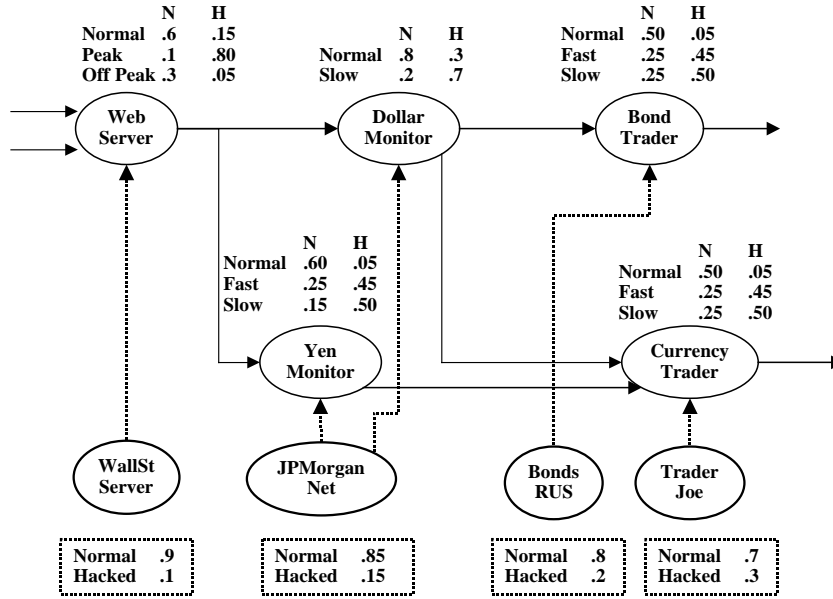 N H
Normal .6 .15
Peak .1 .80
Off Peak .3 .05
Web
Server
N H
Normal .8 .3
Slow .2 .7
Dollar
Monitor
N H
Normal .50 .05
Fast .25 .45
Slow .25 .50
Bond
Trader
N H
Normal .60 .05
Fast .25 .45
Slow .15 .50
Yen
Monitor
N H
Normal .50 .05
Fast .25 .45
Slow .25 .50
Currency
Trader
WallSt
Server
JPMorgan
Net
Bonds
RUS
Trader
Joe
Normal .9
Hacked .1
Normal .85
Hacked .15
Normal .8
Hacked .2
Normal .7
Hacked .3